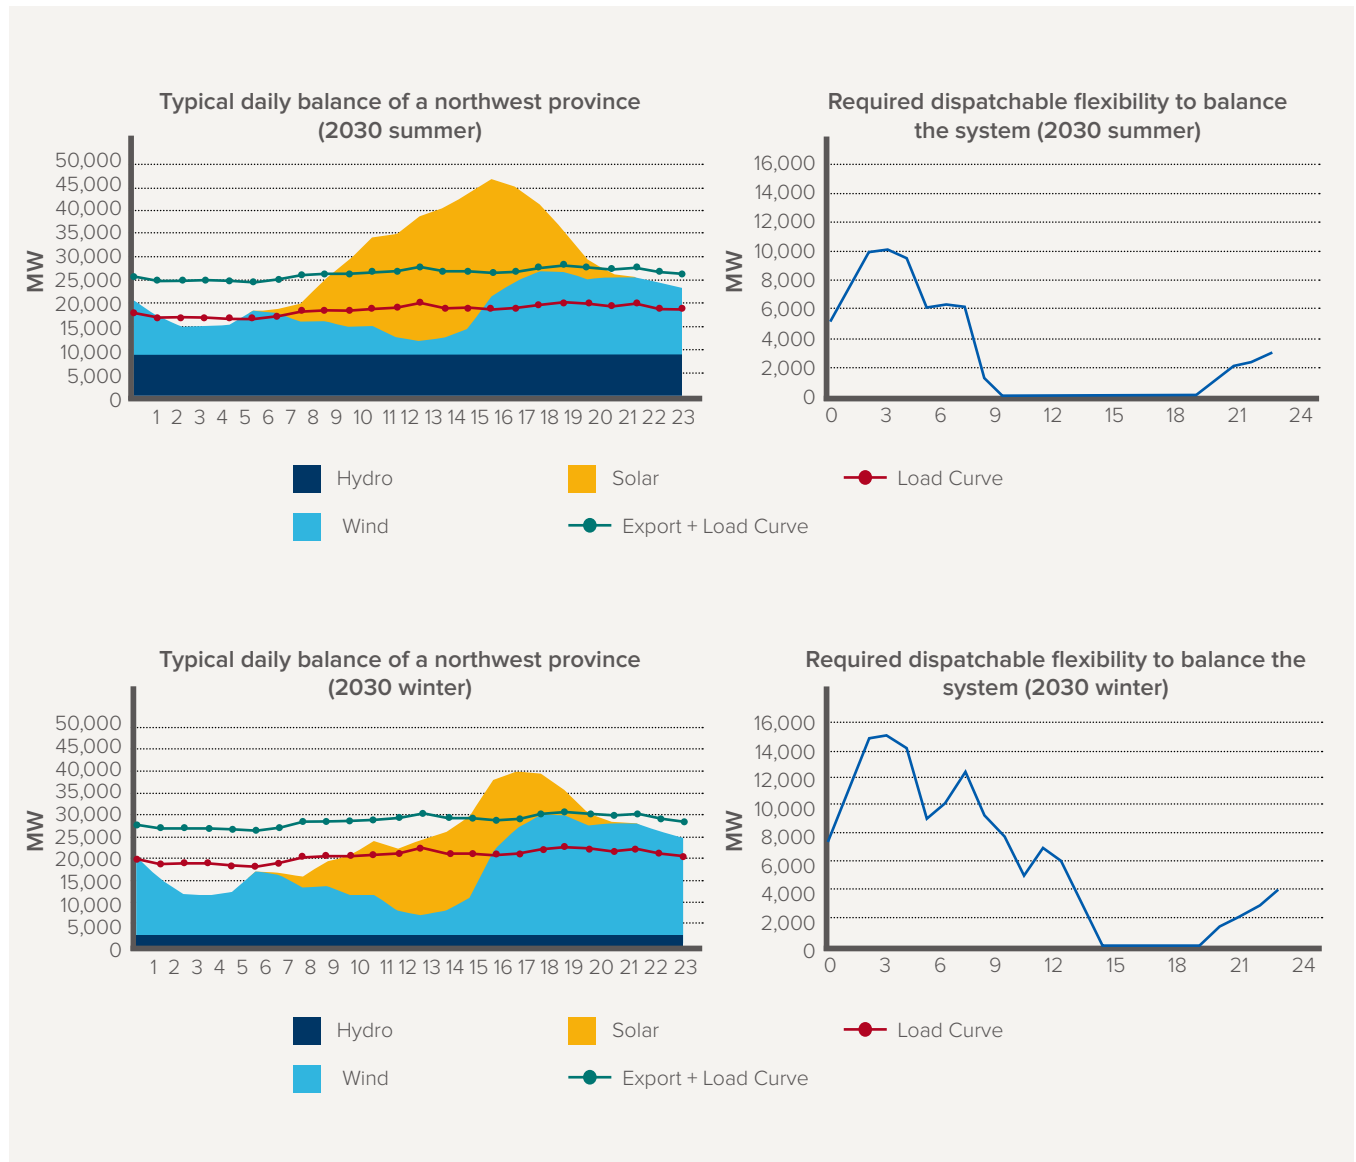 Typical daily balance of a northwest province
(2030 summer)
50,000
45,000
40,000
35,000
30,000
25,000
20,000
15,000
10,000
5,000
0
MW
1 2 3 4 5 6 7 8 9 10 11 12 13 14 15 16 17 18 19 20 21 22 23
Required dispatchable flexibility to balance
the system (2030 summer)
16,000
14,000
12,000
10,000
8,000
6,000
4,000
2,000
0
MW
0 3 6 9 12 15 18 21 24
Hydro
Solar
Load Curve
Wind
Export + Load Curve
Typical daily balance of a northwest province
(2030 winter)
50,000
45,000
40,000
35,000
30,000
25,000
20,000
15,000
10,000
5,000
0
MW
1 2 3 4 5 6 7 8 9 10 11 12 13 14 15 16 17 18 19 20 21 22 23
Required dispatchable flexibility to balance the
system (2030 winter)
16,000
14,000
12,000
10,000
8,000
6,000
4,000
2,000
0
MW
0 3 6 9 12 15 18 21 24
Hydro
Solar
Load Curve
Wind
Export + Load Curve